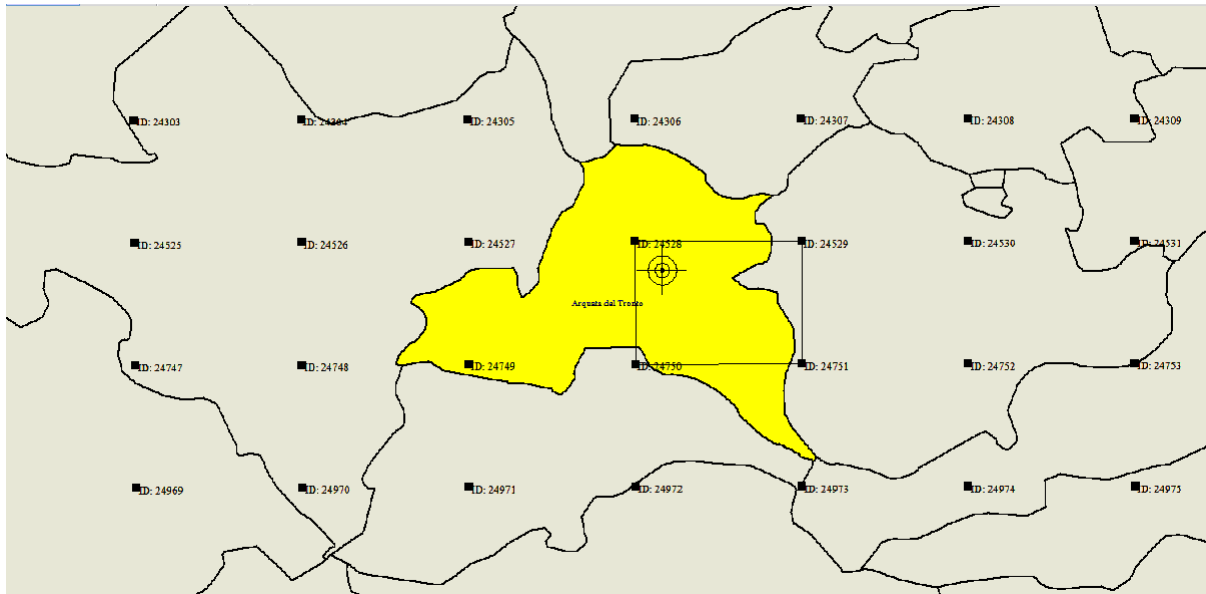 ID: 24303
ID: 24304
ID: 24305
ID: 24306
ID: 24307
ID: 24308
ID: 24309
ID: 24525
ID: 24526
ID: 24527
ID: 24528
ID: 24529
ID: 24530
ID: 24531
Arquata del Tronto
ID: 24747
ID: 24748
ID: 24749
ID: 24750
ID: 24751
ID: 24752
ID: 24753
ID: 24969
ID: 24970
ID: 24971
ID: 24972
ID: 24973
ID: 24974
ID: 24975